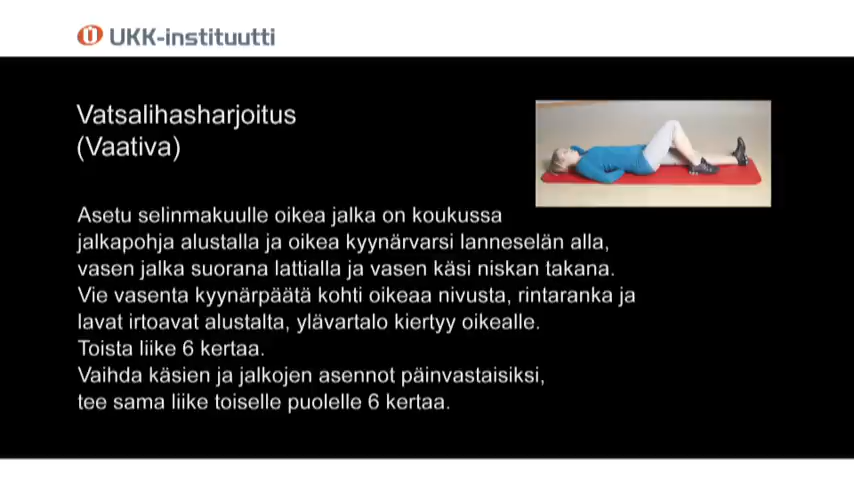 UKK-instituutti
Vatsalihasharjoitus
(Vaativa)
Asetu selinmakuulle oikea jalka on koukussa
jalkapohja alustalla ja oikea kyynärvarsi lanneselän alla,
vasen jalka suorana lattialla ja vasen käsi niskan takana.
Vie vasenta kyynärpäätä kohti oikeaa nivusta, rintaranka ja
lavat irtoavat alustalta, ylävartalo kiertyy oikealle.
Toista liike 6 kertaa.
Vaihda käsien ja jalkojen asennot päinvastaisiksi,
tee sama liike toiselle puolelle 6 kertaa.